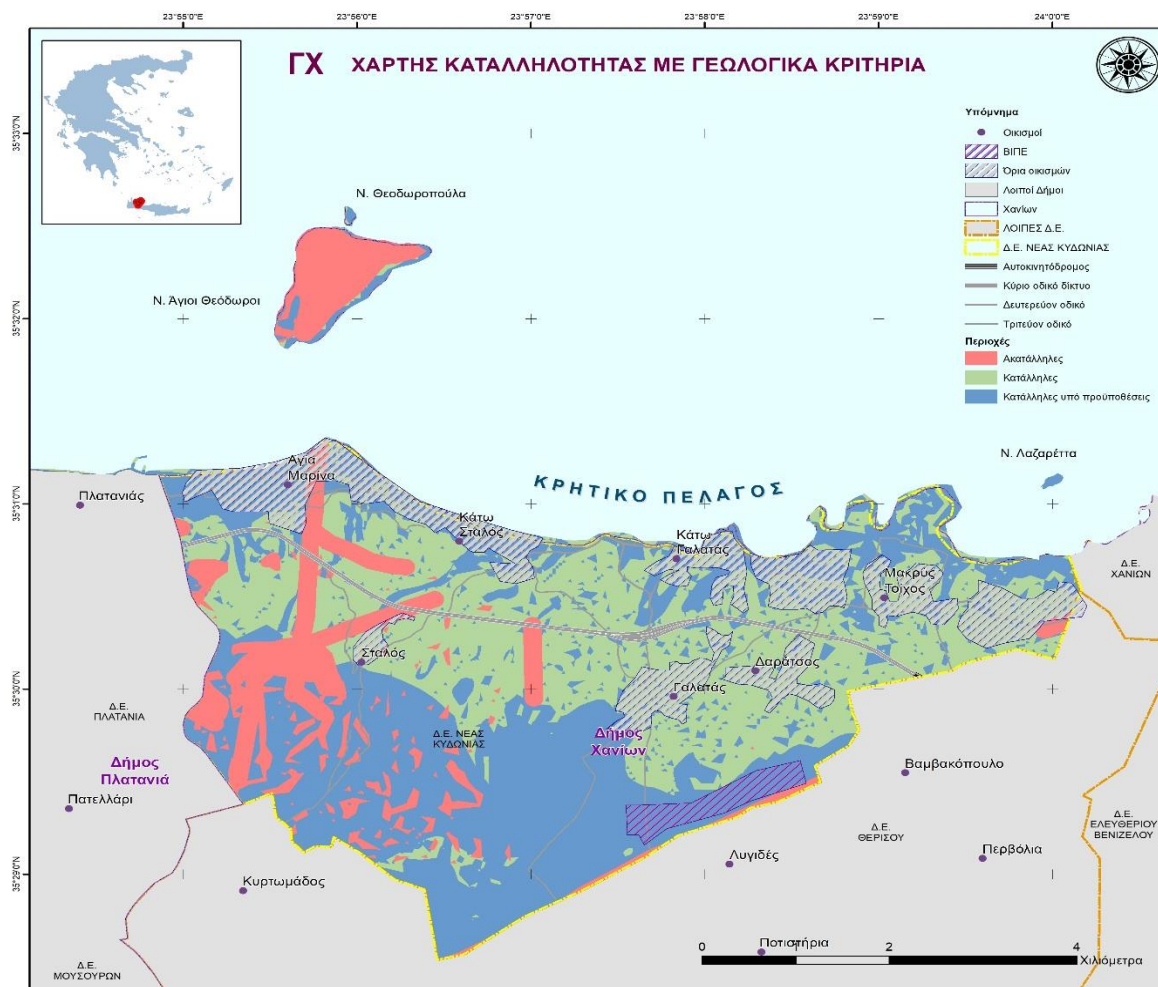 23°55'0"E
23°56'0"E
23°57'0"E
23°58'0"E
23°59'0"E
24°0'0"E
ΓΧ ΧΑΡΤΗΣ ΚΑΤΑΛΛΗΛΟΤΗΤΑΣ ΜΕ ΓΕΩΛΟΓΙΚΑ ΚΡΙΤΗΡΙΑ
35°33'0"N
35°32'0"N
35°31'0"N
35°30'0"N
35°29'0"N
Υπόμνημα
Οικισμοί
ΒΙΠΕ
Όρια οικισμών
Λοιποί Δήμοι
Χανίων
ΛΟΙΠΕΣ Δ.Ε.
Δ.Ε. ΝΕΑΣ ΚΥΔΩΝΙΑΣ
Αυτοκινητόδρομος
Κύριο οδικό δίκτυο
Δευτερεύον οδικό
Τριτεύον οδικό
Περιοχές
Ακατάλληλες
Κατάλληλες
Κατάλληλες υπό προϋποθέσεις
Ν. Θεοδωροπούλα
Ν. Άγιοι Θεόδωροι
Ν. Λαζαρέττα
ΚΡΗΤΙΚΟ ΠΕΛΑΓΟΣ
Πλατανιάς
Αγία
Μαρίνα
Κάτω
Σταλός
Κάτω
Γαλατάς
Μακρύς
Τοίχος
Δ.Ε.
ΧΑΝΙΩΝ
Σταλός
Δαράτσος
Γαλατάς
Δ.Ε.
ΠΛΑΤΑΝΙΑ
Δ.Ε. ΝΕΑΣ
ΚΥΔΩΝΙΑΣ
Δήμος
Χανίων
Δήμος
Πλατανιά
Βαμβακόπουλο
Πατελλάρι
Δ.Ε.
ΘΕΡΙΣΟΥ
Δ.Ε.
ΕΛΕΥΘΕΡΙΟΥ
ΒΕΝΙΖΕΛΟΥ
Λυγιδές
Περβόλια
Κυρτωμάδος
Ποτιστήρια
Δ.Ε.
ΜΟΥΣΟΥΡΩΝ
0 1 2 4
Χιλιόμετρα